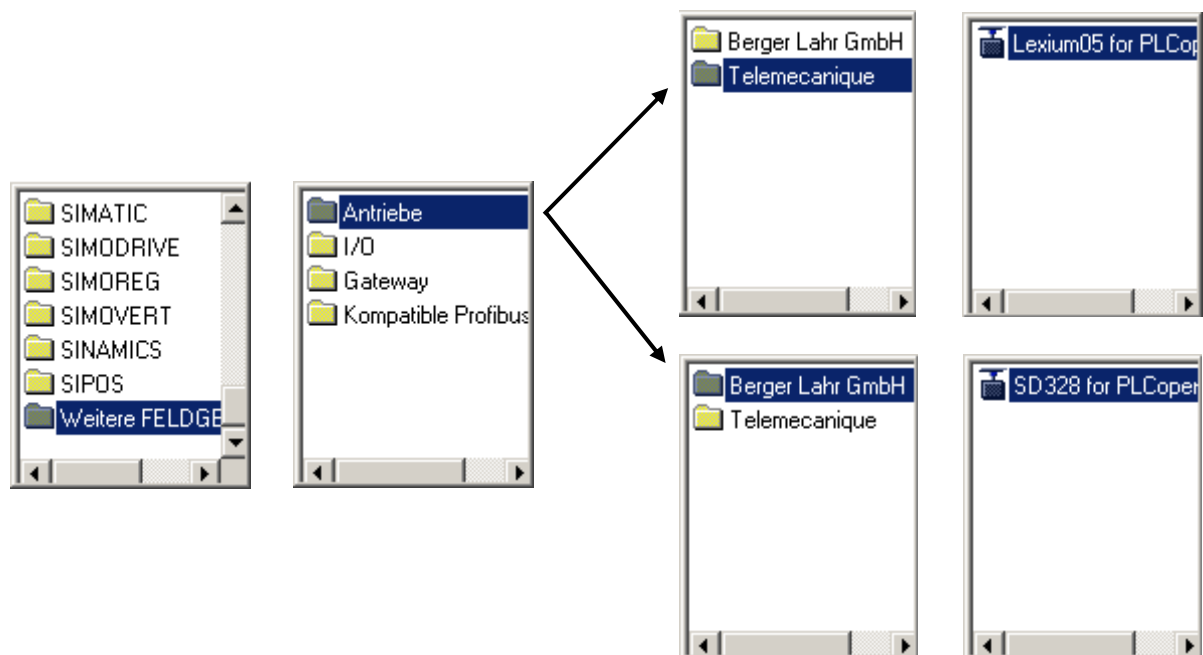 SIMATIC
SIMODRIVE
SIMOREG
SIMOVERT
SINAMICS
SIPOS
Weitere FELDGE
Antriebe
I/O
Gateway
Kompatible Profibus
Berger Lahr GmbH
Telemecanique
Lexium05 for PLCop
Berger Lahr GmbH
Telemecanique
SD328 for PLCoper